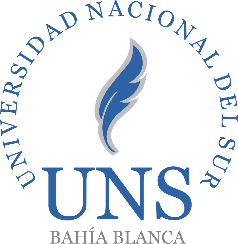 UNIVERSIDAD NACIONAL DEL SUR
UNS
BAHÍA BLANCA